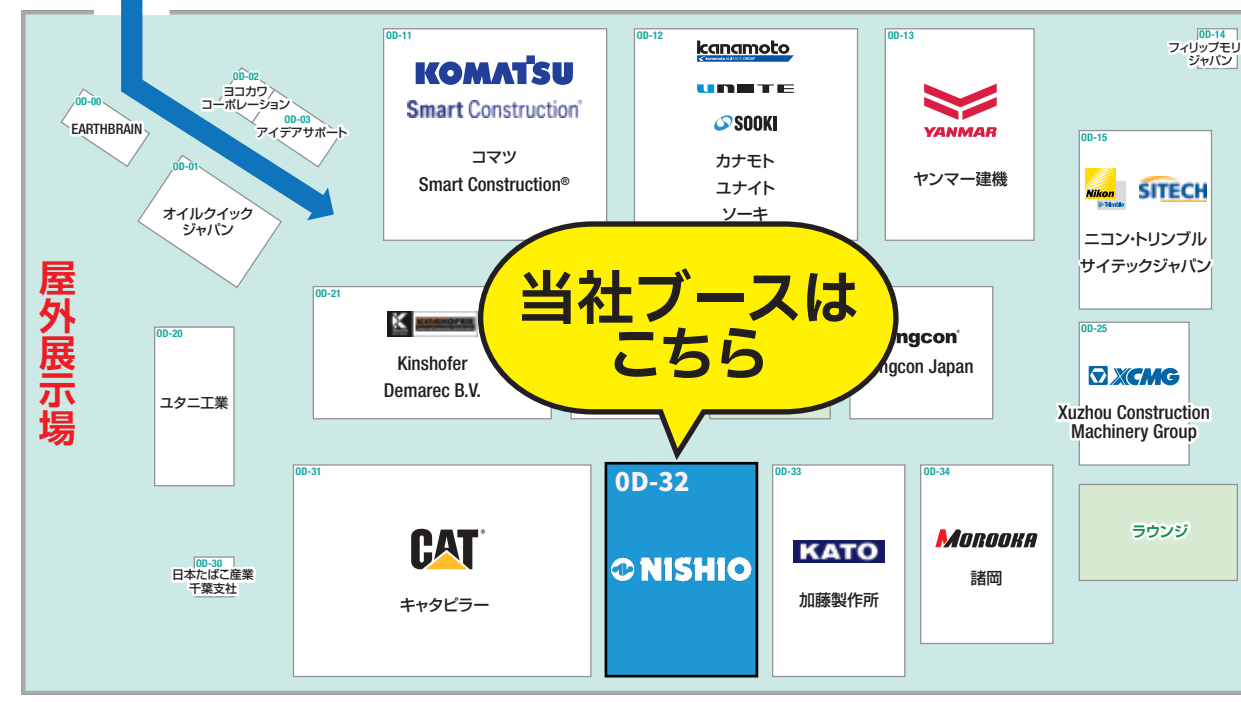 屋外展示場
OD-00
EARTHBRAIN
OD-02
ヨコカワ
コーポレーション
OD-03
アイデアサポート
OD-01
オイルクイック
ジャパン
OD-11
KOMATSU
Smart Construction
コマツ
Smart Construction®
OD-12
kanamoto
UNITE
SOOKI
カナモト
ユナイト
ソーキ
OD-13
YANMAR
ヤンマー建機
OD-14
フィリップモリ
ジャパン
OD-15
Nikon
SITECH
ニコン・トリンブル
サイテックジャパン
OD-20
ユタニ工業
OD-21
KINSHOFER
Kinshofer
Demarec B.V.
当社ブースは
こちら
ngcon
ngcon Japan
OD-25
XCMG
Xuzhou Construction
Machinery Group
OD-30
日本たばこ産業
千葉支社
OD-31
CAT
キャタピラー
OD-32
NISHIO
OD-33
KATO
加藤製作所
OD-34
MOROOKA
諸岡
ラウンジ